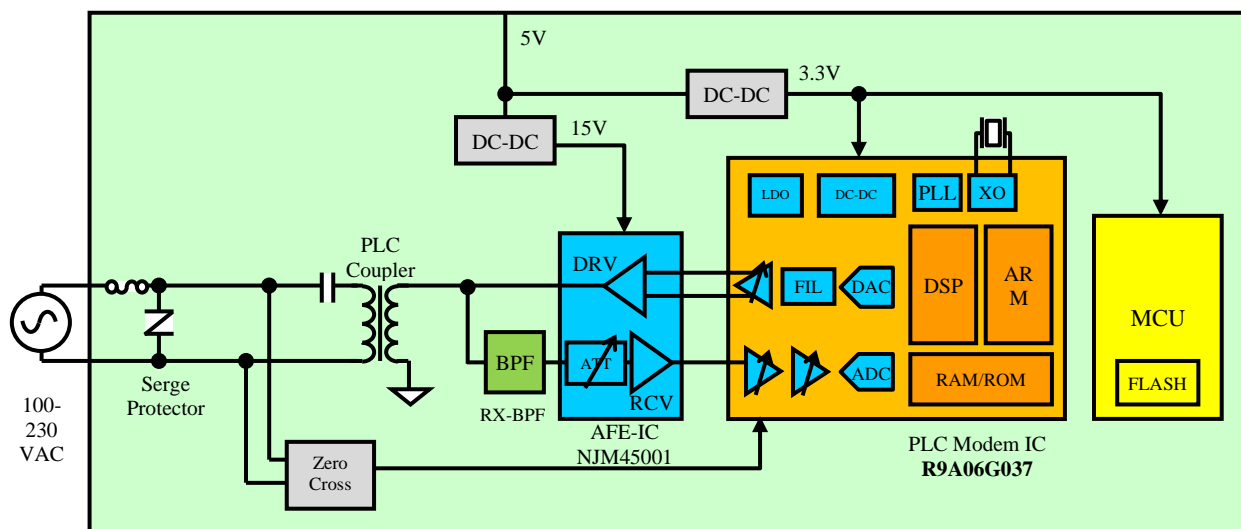 5V
3.3V
DC-DC
15V
DC-DC
LDO
DC-DC
PLL
XO
PLC
Coupler
DRV
FIL
DAC
DSP
AR
M
MCU
BPF
ATT
RCV
ADC
RAM/ROM
FLASH
Serge
Protector
RX-BPF
100-
230
VAC
AFE-IC
NJM45001
PLC Modem IC
R9A06G037
Zero
Cross